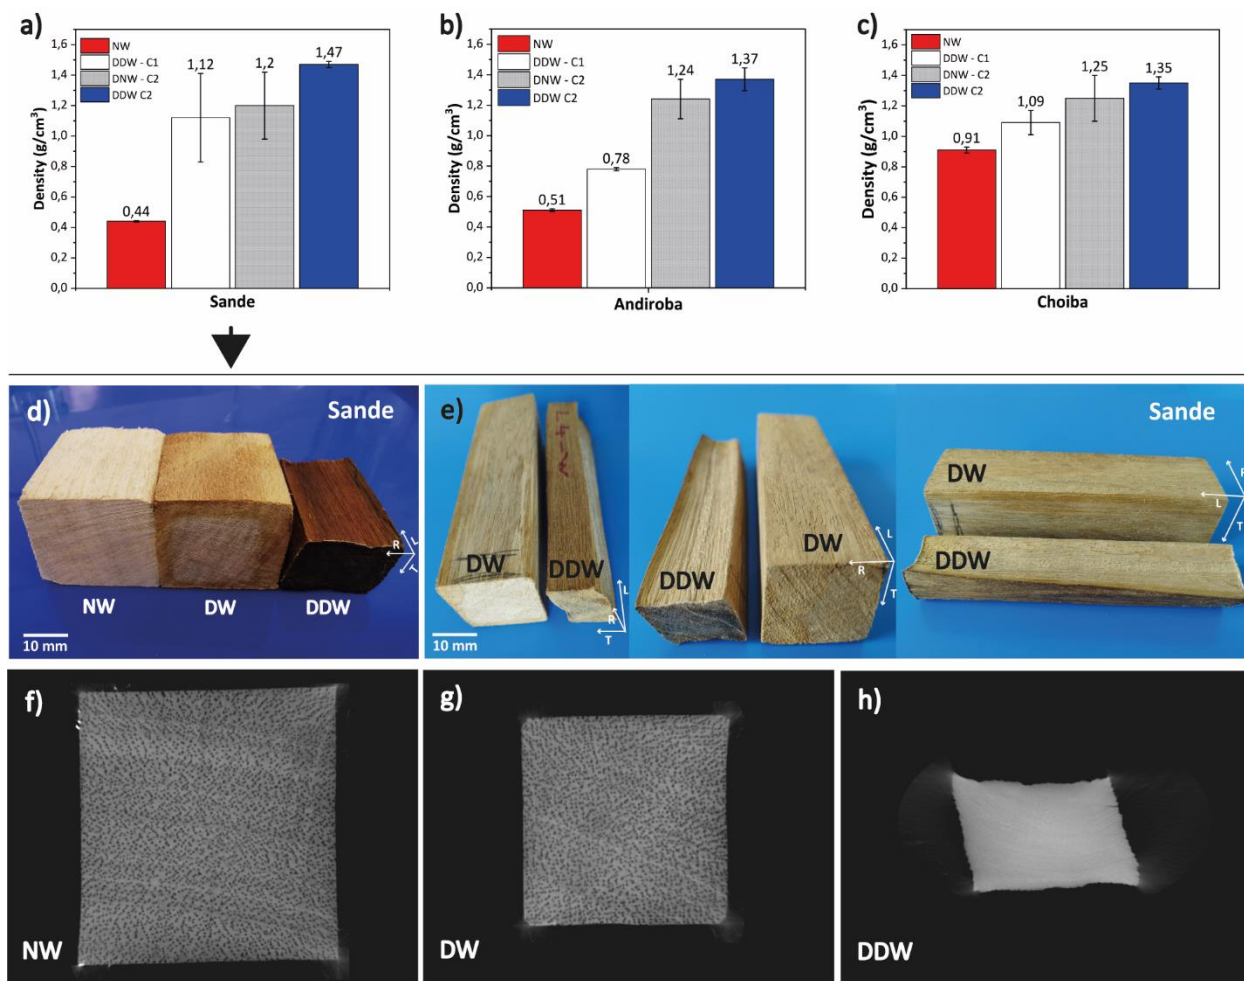 a)
Density (g/cm³)
1,6
1,4
1,2
1,0
0,8
0,6
0,4
0,2
0,0
NW
DDW - C1
DNW - C2
DDW C2
0,44
1,12
1,2
1,47
Sande
b)
Density (g/cm³)
1,6
1,4
1,2
1,0
0,8
0,6
0,4
0,2
0,0
NW
DDW - C1
DNW - C2
DDW C2
0,51
0,78
1,24
1,37
Andiroba
c)
Density (g/cm³)
1,6
1,4
1,2
1,0
0,8
0,6
0,4
0,2
0,0
NW
DDW - C1
DNW - C2
DDW C2
0,91
1,09
1,25
1,35
Choiba
d)
Sande
NW
DW
DDW
R
L
T
10 mm
e)
Sande
DW
DDW
L
R
T
10 mm
DDW
DW
L
R
T
DW
DDW
R
L
T
f)
NW
g)
DW
h)
DDW